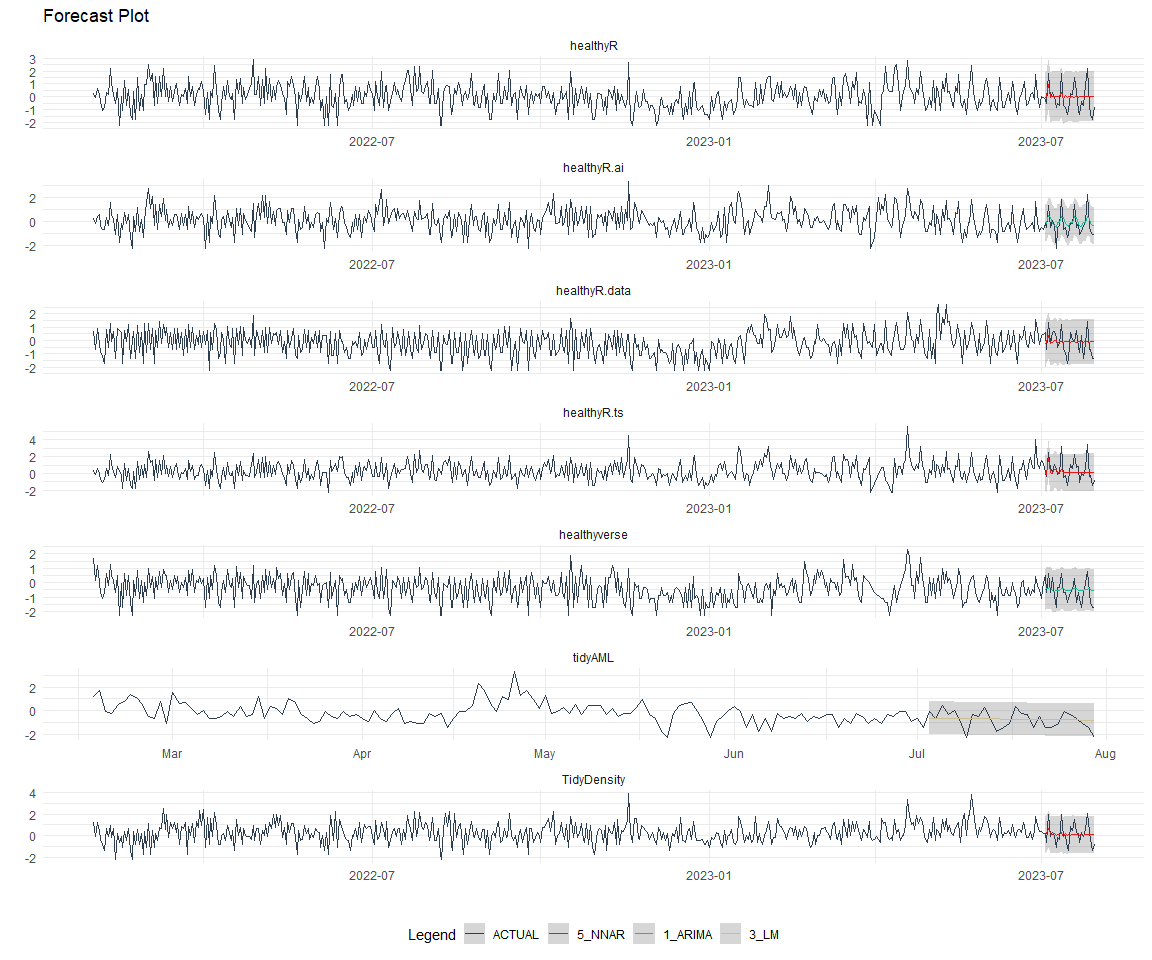 Forecast Plot
healthyR
3
2
1
0
-1
-2
2022-07 2023-01 2023-07
healthyR.ai
2
0
-2
2022-07 2023-01 2023-07
healthyR.data
2
1
0
-1
-2
2022-07 2023-01 2023-07
healthyR.ts
4
2
0
-2
2022-07 2023-01 2023-07
healthyverse
2
1
0
-1
-2
2022-07 2023-01 2023-07
tidyAML
2
0
-2
Mar Apr May Jun Jul Aug
TidyDensity
4
2
0
-2
2022-07 2023-01 2023-07
Legend ACTUAL 5_NNAR 1_ARIMA 3_LM